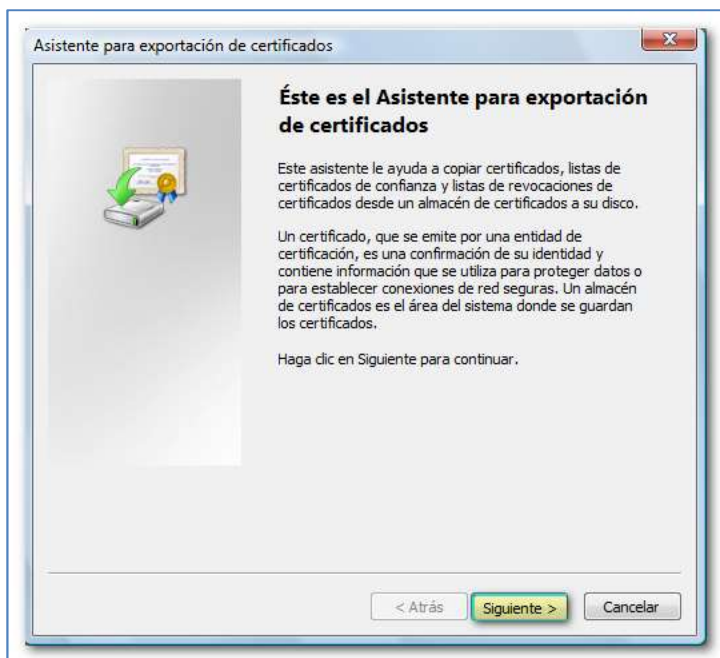 Asistente para exportación de certificados
Éste es el Asistente para exportación
de certificados
Este asistente le ayuda a copiar certificados, listas de
certificados de confianza y listas de revocaciones de
certificados desde un almacén de certificados a su disco.
Un certificado, que se emite por una entidad de
certificación, es una confirmación de su identidad y
contiene información que se utiliza para proteger datos o
para establecer conexiones de red seguras. Un almacén
de certificados es el área del sistema donde se guardan
los certificados.
Haga clic en Siguiente para continuar.
< Atrás Siguiente > Cancelar